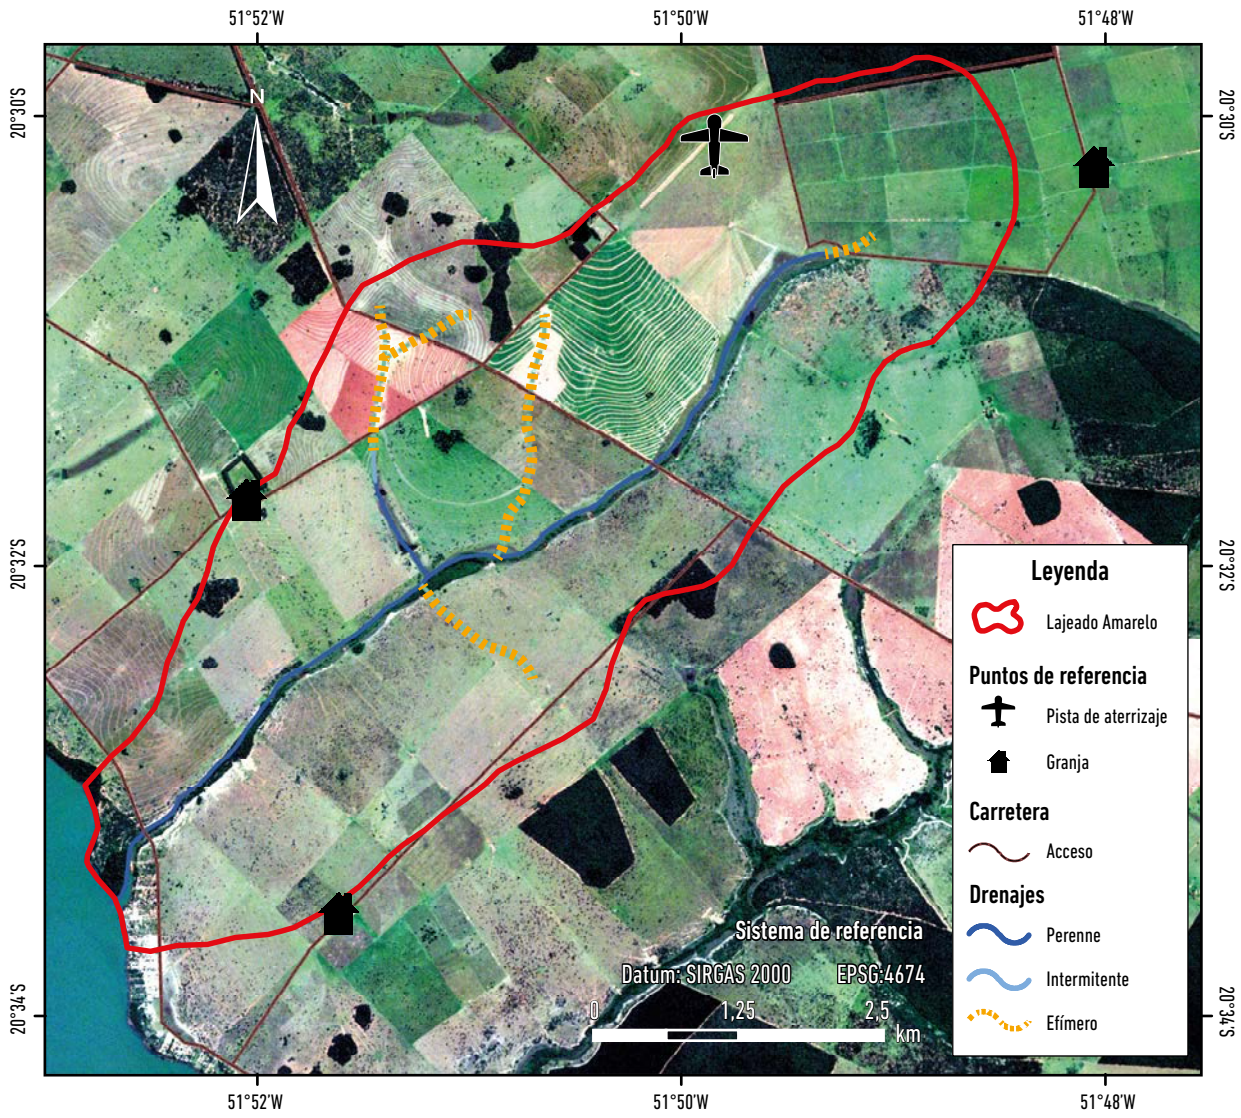 51°52'W 51°50'W 51°48'W
20°30'S
20°30'S
N
20°32'S
20°32'S
Leyenda
Lajeado Amarelo
Puntos de referencia
Pista de aterrizaje
Granja
Carretera
Acceso
Drenajes
Perenne
Intermitente
Efímero
Sistema de referencia
Datum: SIRGAS 2000 EPSG:4674
0 1,25 2,5
km
20°34'S
20°34'S
51°52'W 51°50'W 51°48'W